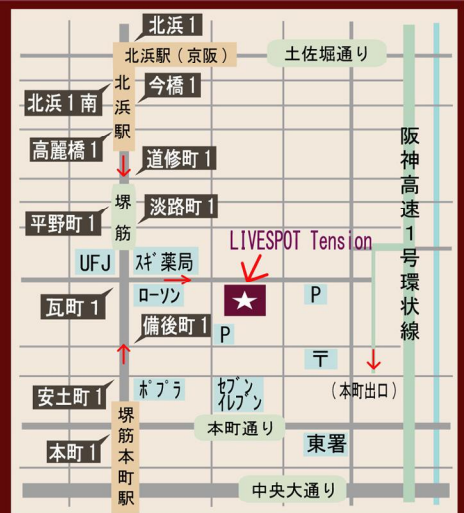 北浜1
北浜駅(京阪)
土佐堀通り
北浜駅
今橋1
北浜1南
高麗橋1
道修町1
阪神高速1号環状線
堺筋
淡路町1
平野町1
LIVESPOT Tension
UFJ
スギ薬局
ローソン
P
瓦町1
備後町1
P
〒
安土町1
ポプラ
セブン
イレブン
(本町出口)
堺筋本町駅
本町通り
本町1
東署
中央大通り